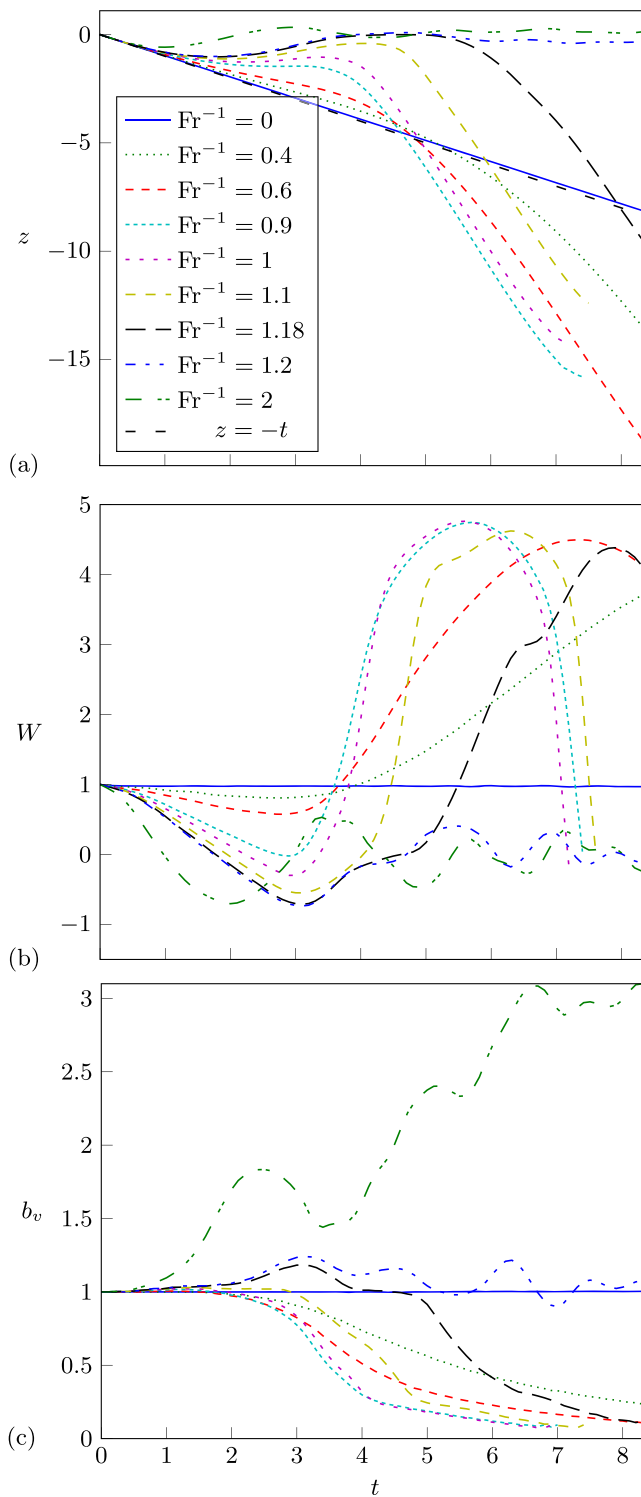 0
−5
z
−10
−15
Fr⁻¹ = 0
Fr⁻¹ = 0.4
Fr⁻¹ = 0.6
Fr⁻¹ = 0.9
Fr⁻¹ = 1
Fr⁻¹ = 1.1
Fr⁻¹ = 1.18
Fr⁻¹ = 1.2
Fr⁻¹ = 2
z = −t
(a)
5
4
3
2
W
1
0
−1
(b)
3
2.5
2
1.5
b_v
1
0.5
0
(c)
0 1 2 3 4 5 6 7 8
t